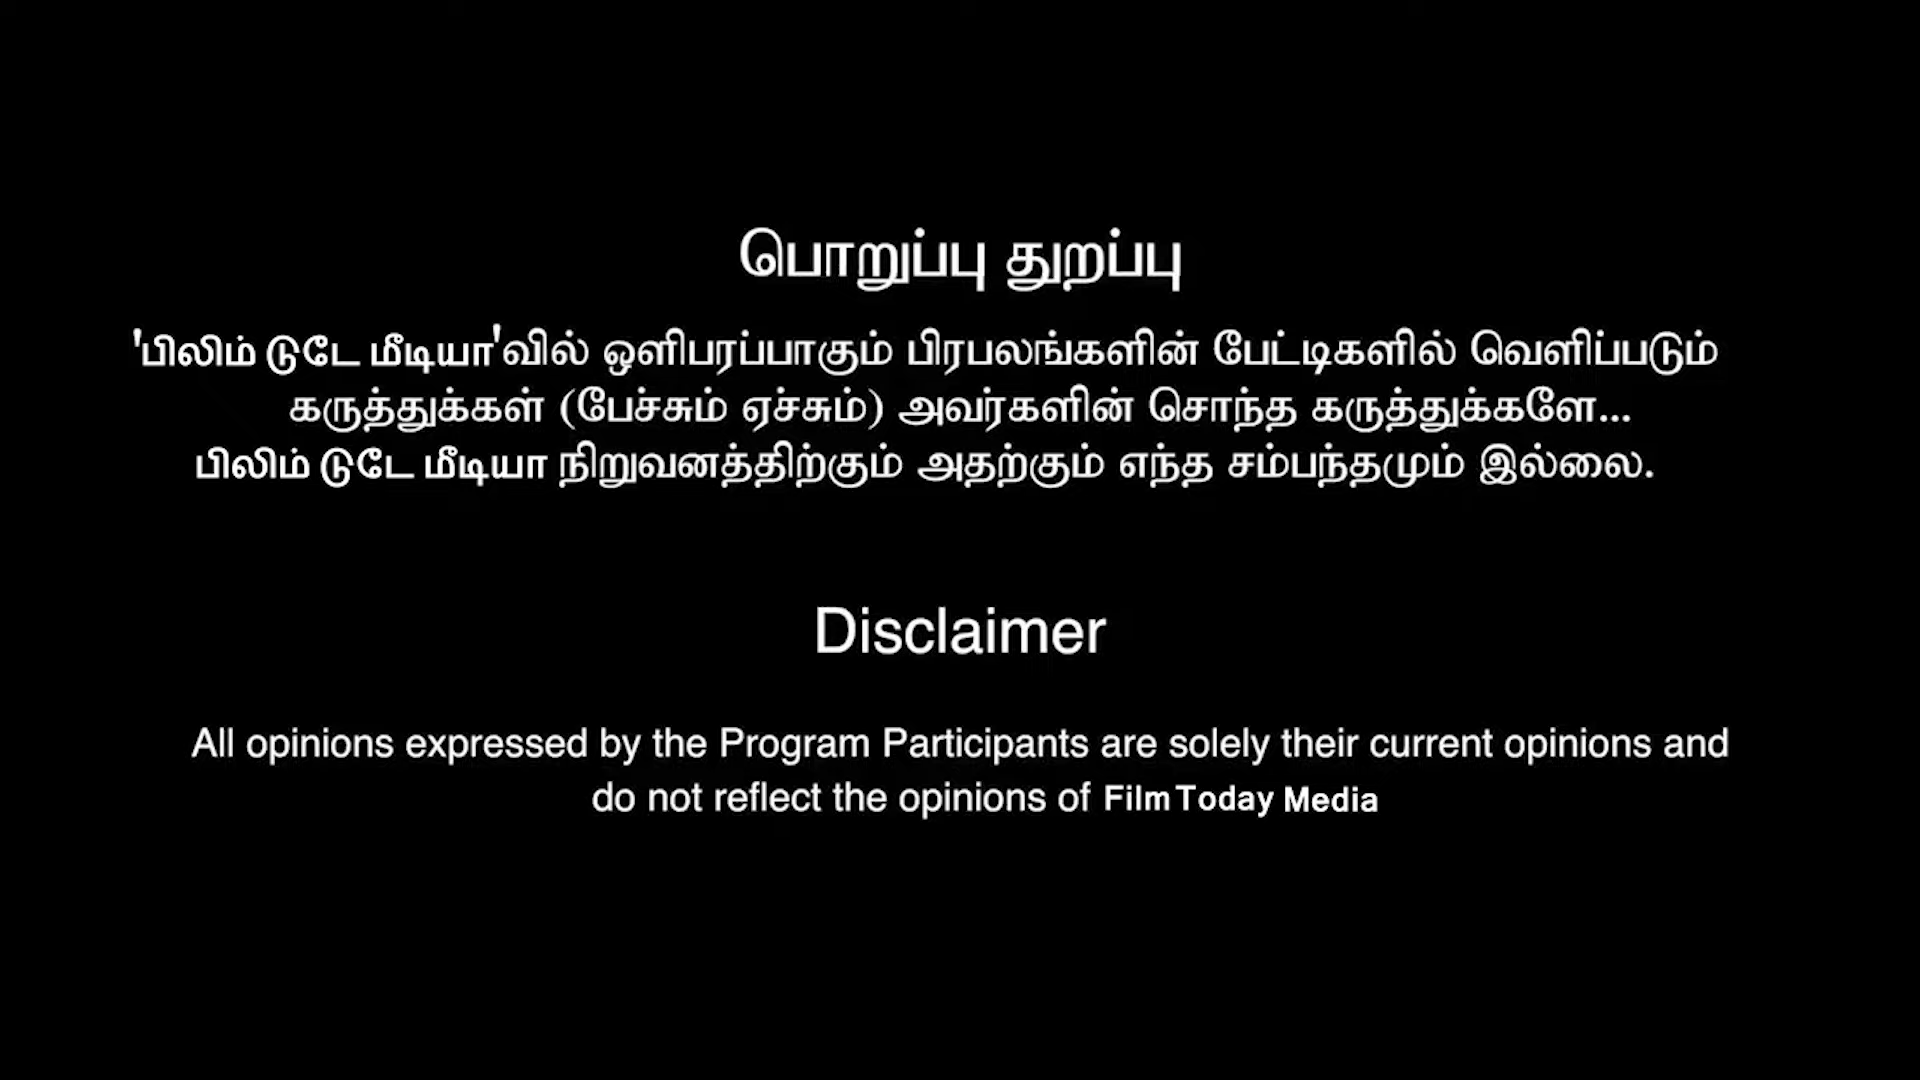 பொறுப்பு துறப்பு
'பிலிம் டுடே மீடியா'வில் ஒளிபரப்பாகும் பிரபலங்களின் பேட்டிகளில் வெளிப்படும்
கருத்துக்கள் (பேச்சும் ஏச்சும்) அவர்களின் சொந்த கருத்துக்களே...
பிலிம் டுடே மீடியா நிறுவனத்திற்கும் அதற்கும் எந்த சம்பந்தமும் இல்லை.
Disclaimer
All opinions expressed by the Program Participants are solely their current opinions and
do not reflect the opinions of Film Today Media